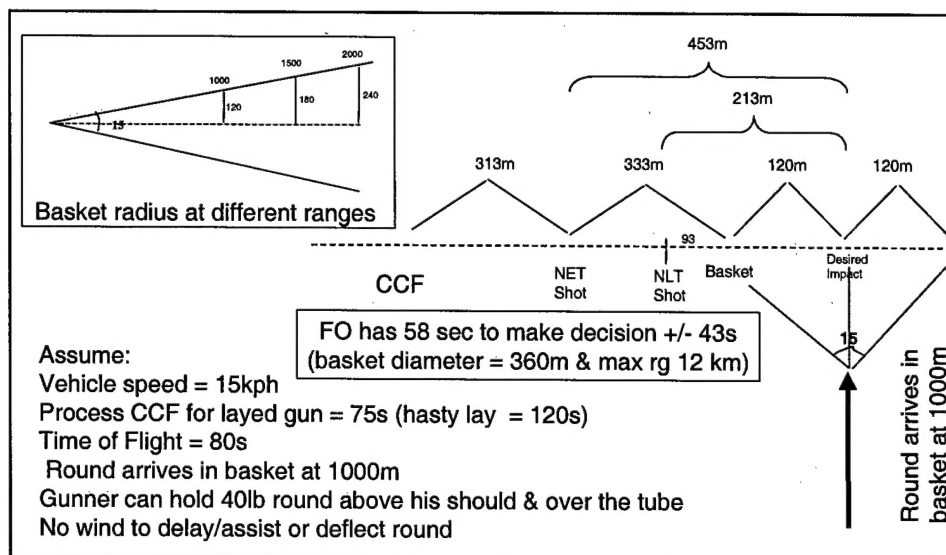 453m
2000
1500
1000
213m
120
180
240
15
313m
333m
120m
120m
Basket radius at different ranges
93
CCF
NET
Shot
NLT
Shot
Basket
Desired
Impact
FO has 58 sec to make decision +/- 43s
(basket diameter = 360m & max rg 12 km)
15
Assume:
Vehicle speed = 15kph
Process CCF for layed gun = 75s (hasty lay = 120s)
Time of Flight = 80s
Round arrives in basket at 1000m
Gunner can hold 40lb round above his should & over the tube
No wind to delay/assist or deflect round
Round arrives in
basket at 1000m